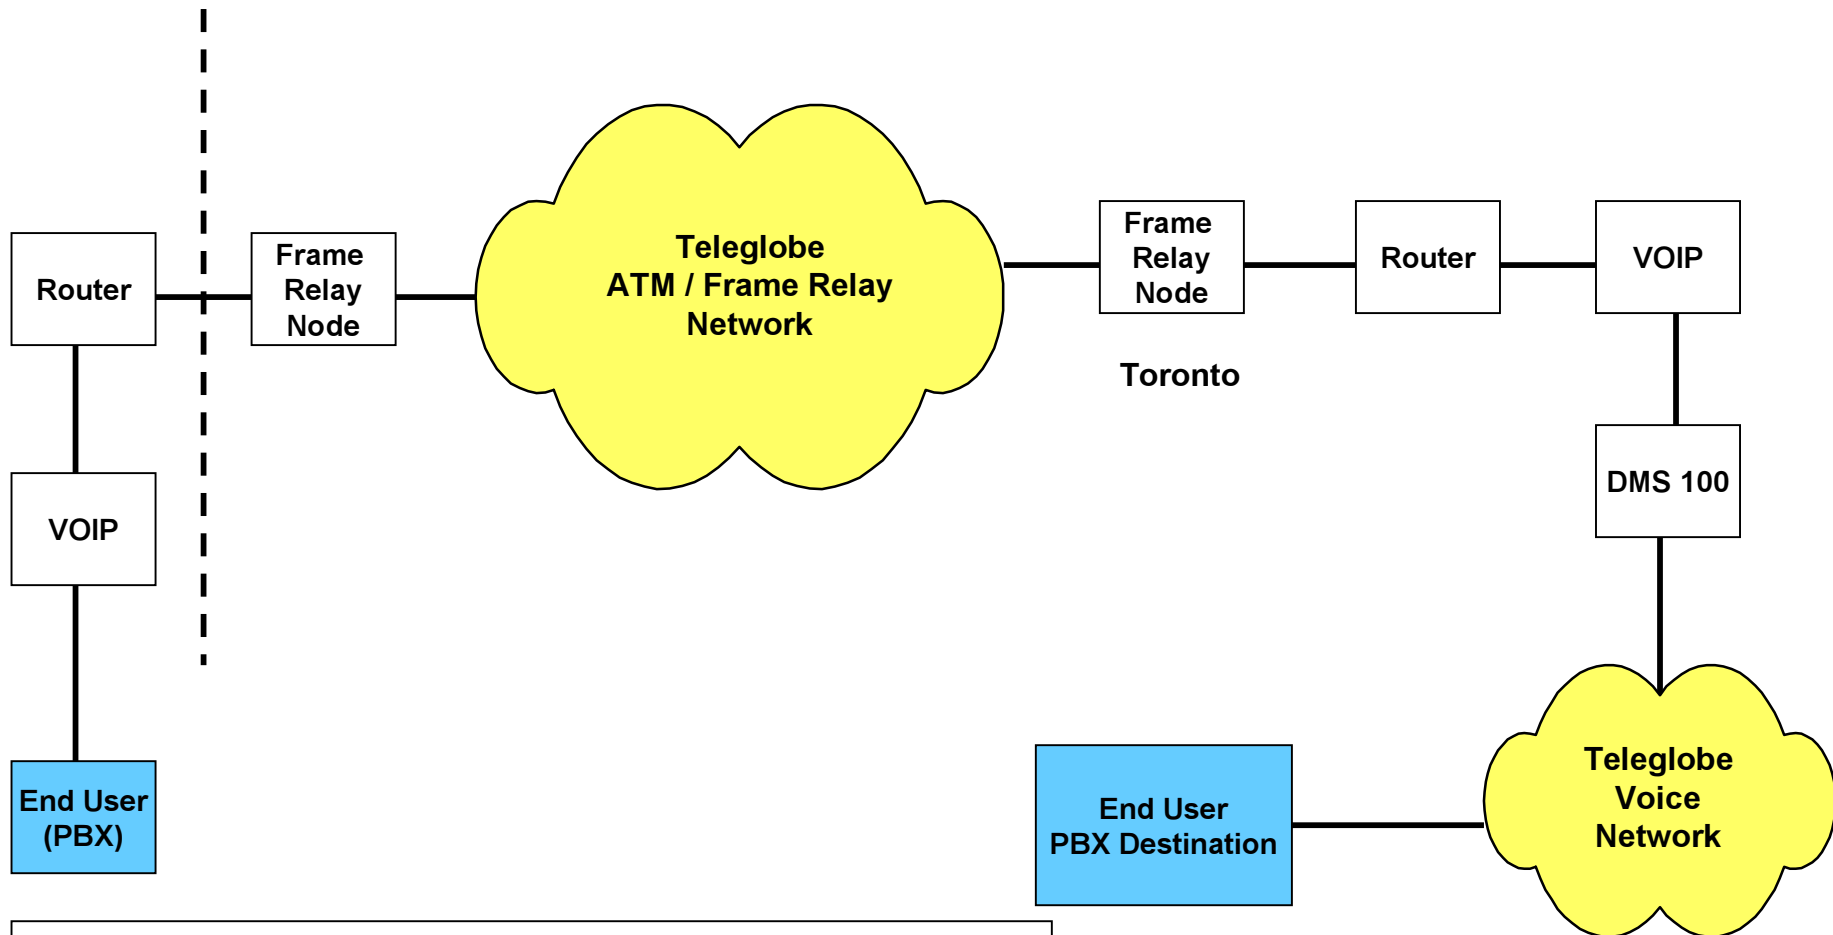 Router
Frame
Relay
Node
Teleglobe
ATM / Frame Relay
Network
Frame
Relay
Node
Router
VOIP
Toronto
VOIP
DMS 100
End User
(PBX)
End User
PBX Destination
Teleglobe
Voice
Network